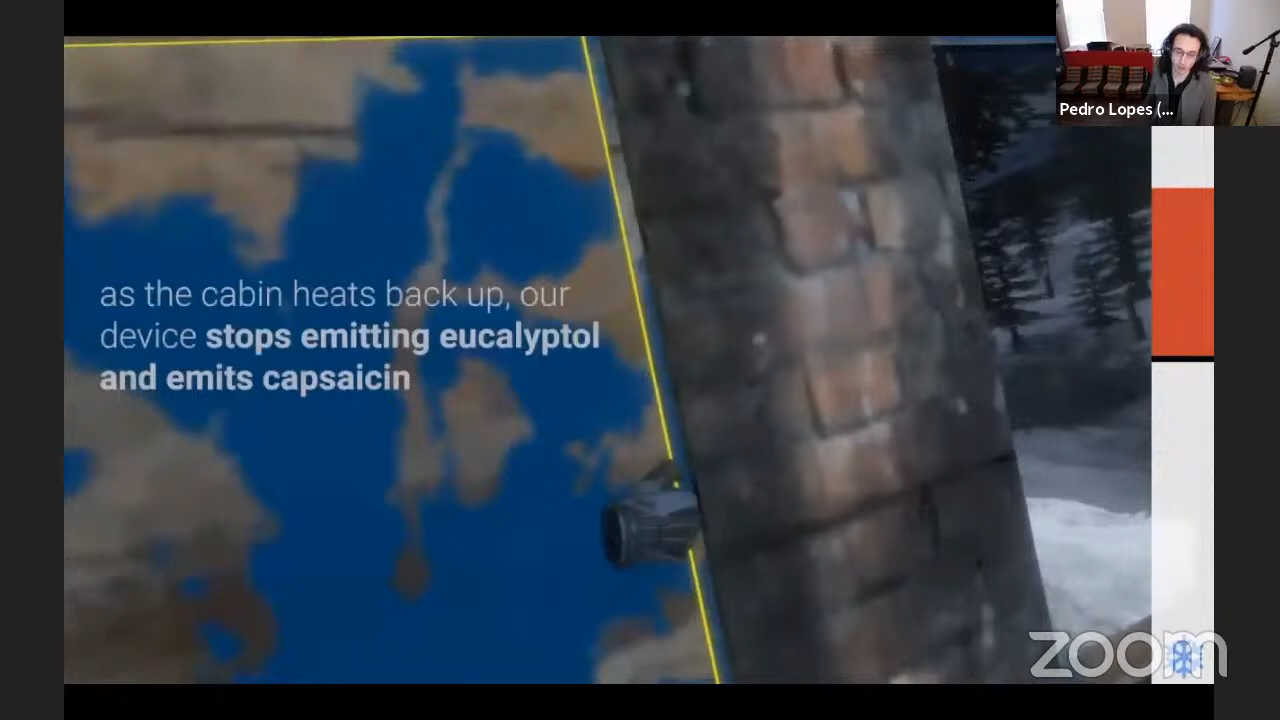 Pedro Lopes (...
as the cabin heats back up, our
device stops emitting eucalyptol
and emits capsaicin
zoom